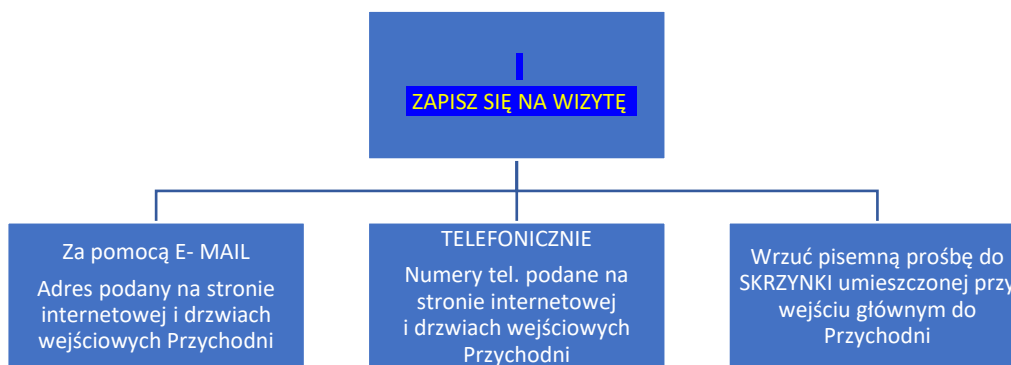 ZAPISZ SIĘ NA WIZYTĘ
Za pomocą E- MAIL
Adres podany na stronie
internetowej i drzwiach
wejściowych Przychodni
TELEFONICZNIE
Numery tel. podane na
stronie internetowej
i drzwiach wejściowych
Przychodni
Wrzuć pisemną prośbę do
SKRZYNKI umieszczonej przy
wejściu głównym do
Przychodni